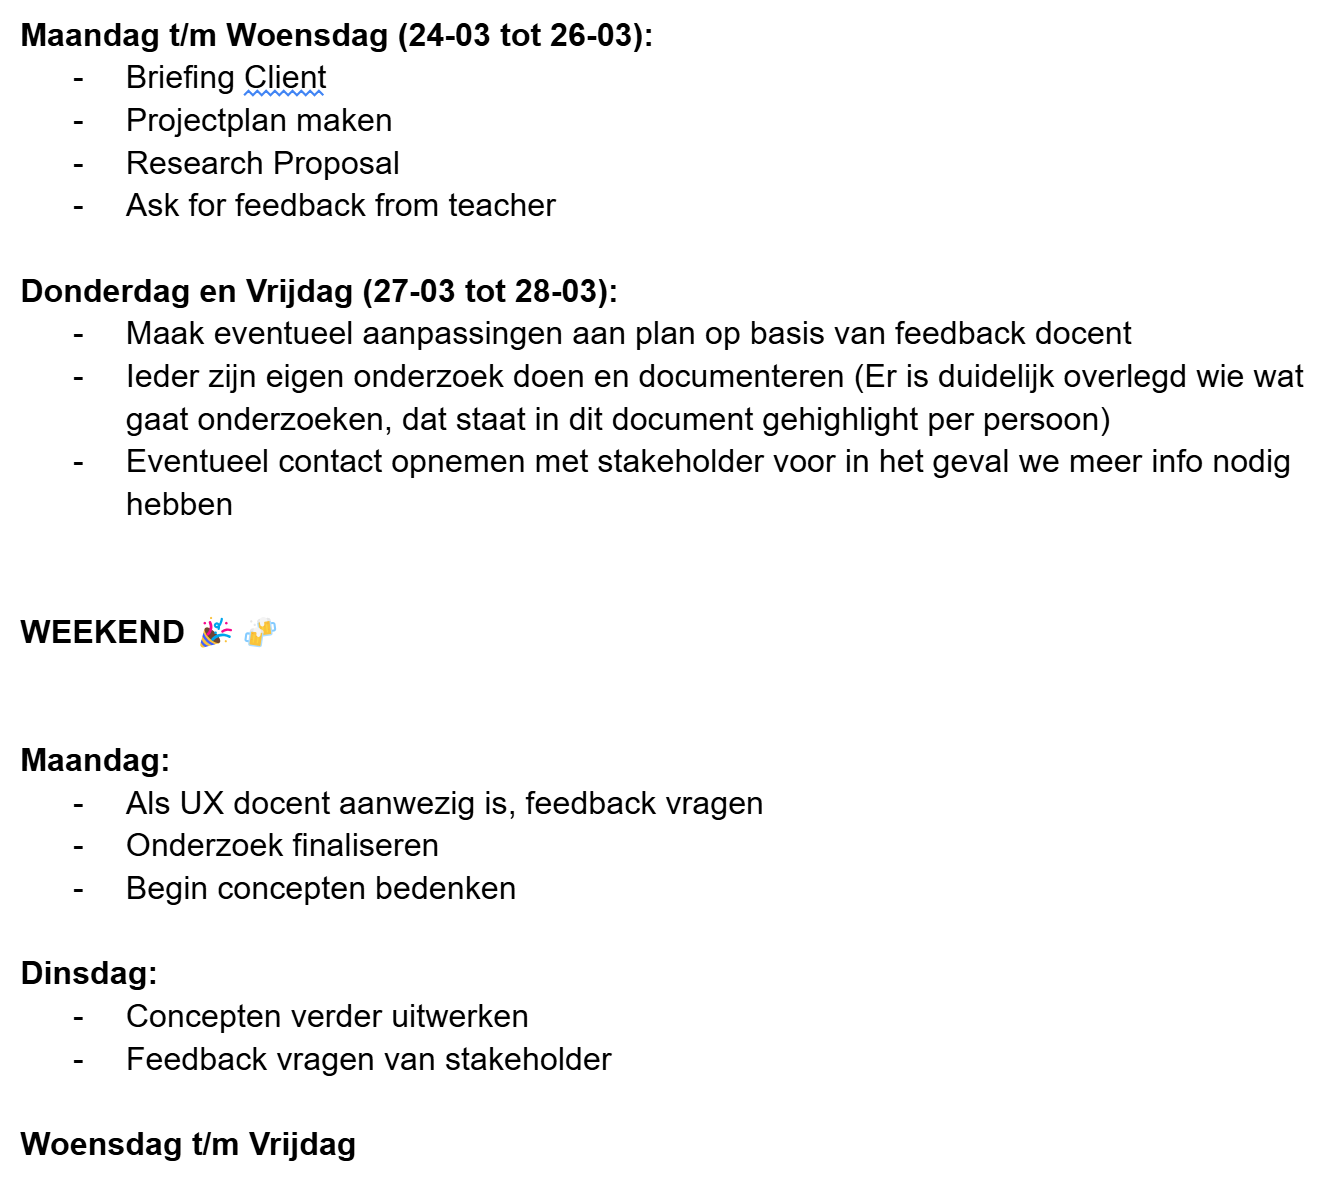 Maandag t/m Woensdag (24-03 tot 26-03):
- Briefing Client
- Projectplan maken
- Research Proposal
- Ask for feedback from teacher
Donderdag en Vrijdag (27-03 tot 28-03):
- Maak eventueel aanpassingen aan plan op basis van feedback docent
- Ieder zijn eigen onderzoek doen en documenteren (Er is duidelijk overlegd wie wat
gaat onderzoeken, dat staat in dit document gehighlight per persoon)
- Eventueel contact opnemen met stakeholder voor in het geval we meer info nodig
hebben
WEEKEND 🎉 🍻
Maandag:
- Als UX docent aanwezig is, feedback vragen
- Onderzoek finaliseren
- Begin concepten bedenken
Dinsdag:
- Concepten verder uitwerken
- Feedback vragen van stakeholder
Woensdag t/m Vrijdag